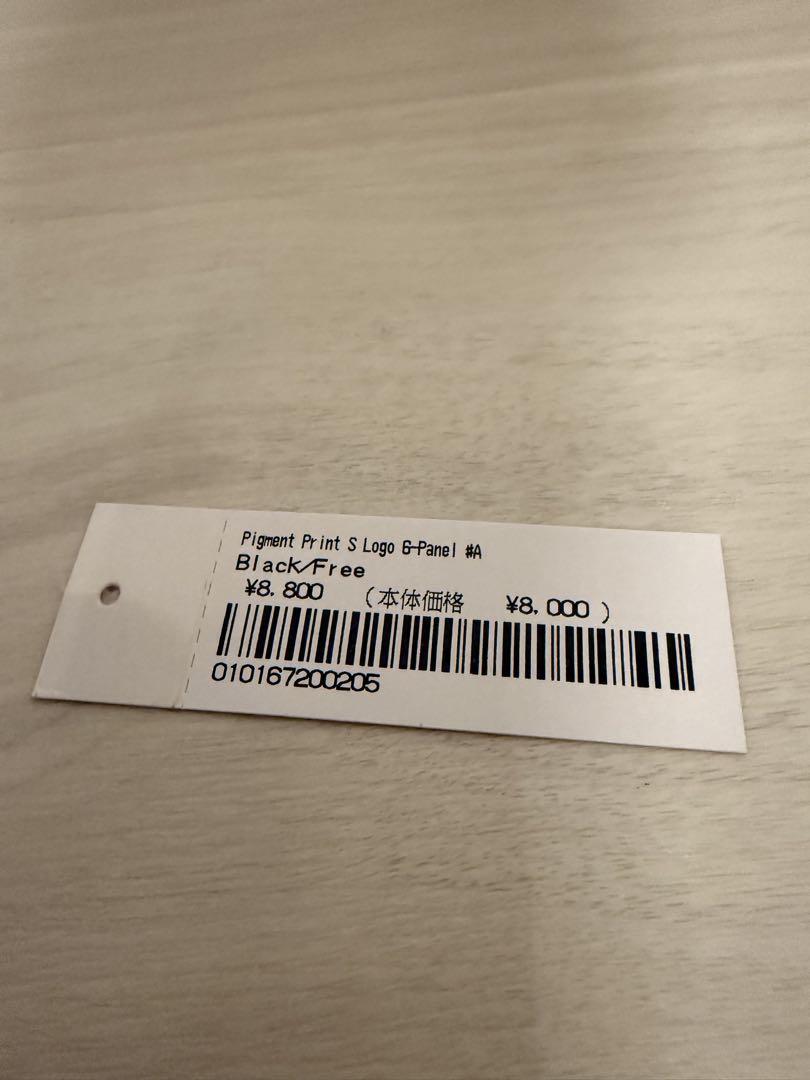 Pigment Print S Logo 6-Panel #A
Black/Free
¥8,800 (本体価格 ¥8,000)
010167200205